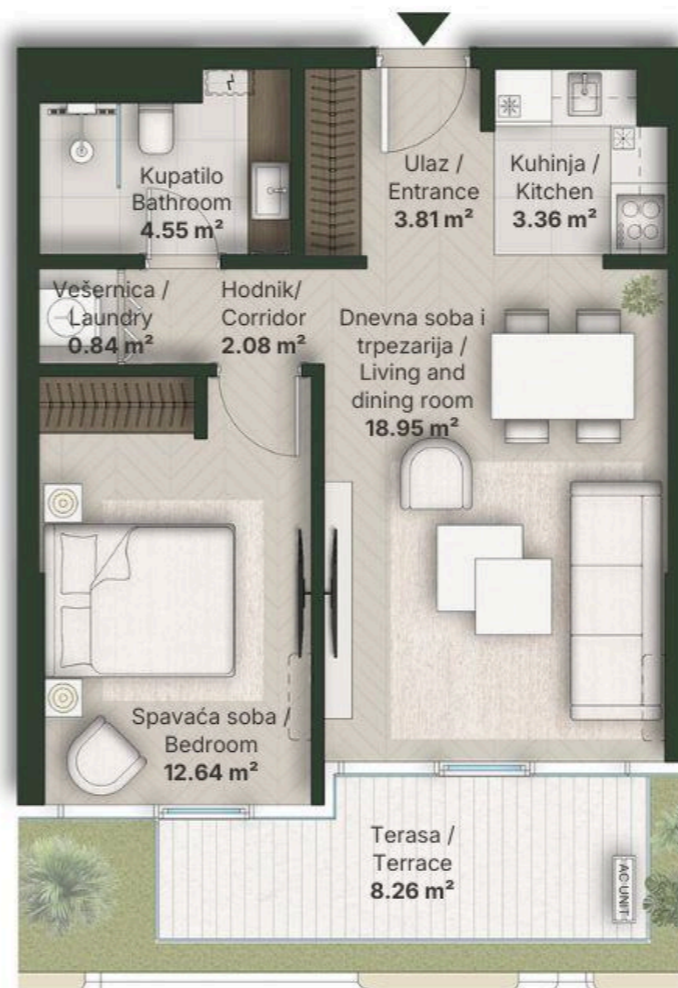 Kupatilo
Bathroom
4.55 m²
Ulaz /
Entrance
3.81 m²
Kuhinja /
Kitchen
3.36 m²
Vešernica /
Laundry
0.84 m²
Hodnik/
Corridor
2.08 m²
Dnevna soba i
trpezarija /
Living and
dining room
18.95 m²
Spavaća soba /
Bedroom
12.64 m²
Terasa /
Terrace
8.26 m²
AC UNIT